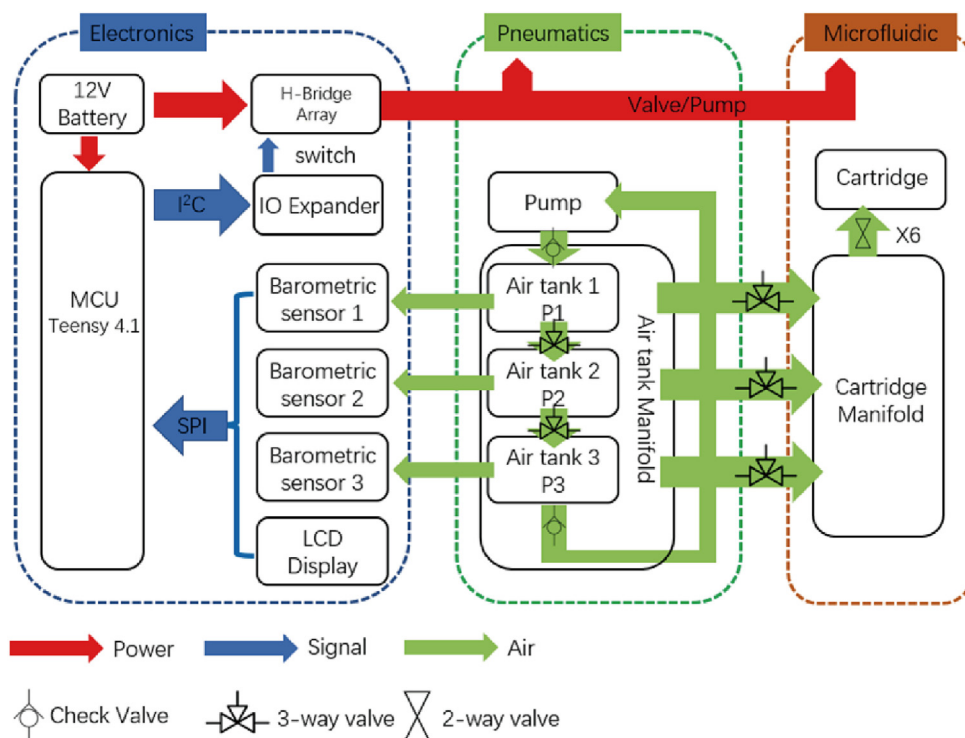 Electronics
Pneumatics
Microfluidic
12V
Battery
H-Bridge
Array
Valve/Pump
switch
I²C
IO Expander
Pump
Cartridge
X6
MCU
Teensy 4.1
Barometric
sensor 1
Air tank 1
P1
Barometric
sensor 2
Air tank 2
P2
Air tank Manifold
Cartridge
Manifold
SPI
Barometric
sensor 3
Air tank 3
P3
LCD
Display
Power
Signal
Air
Check Valve
3-way valve
2-way valve